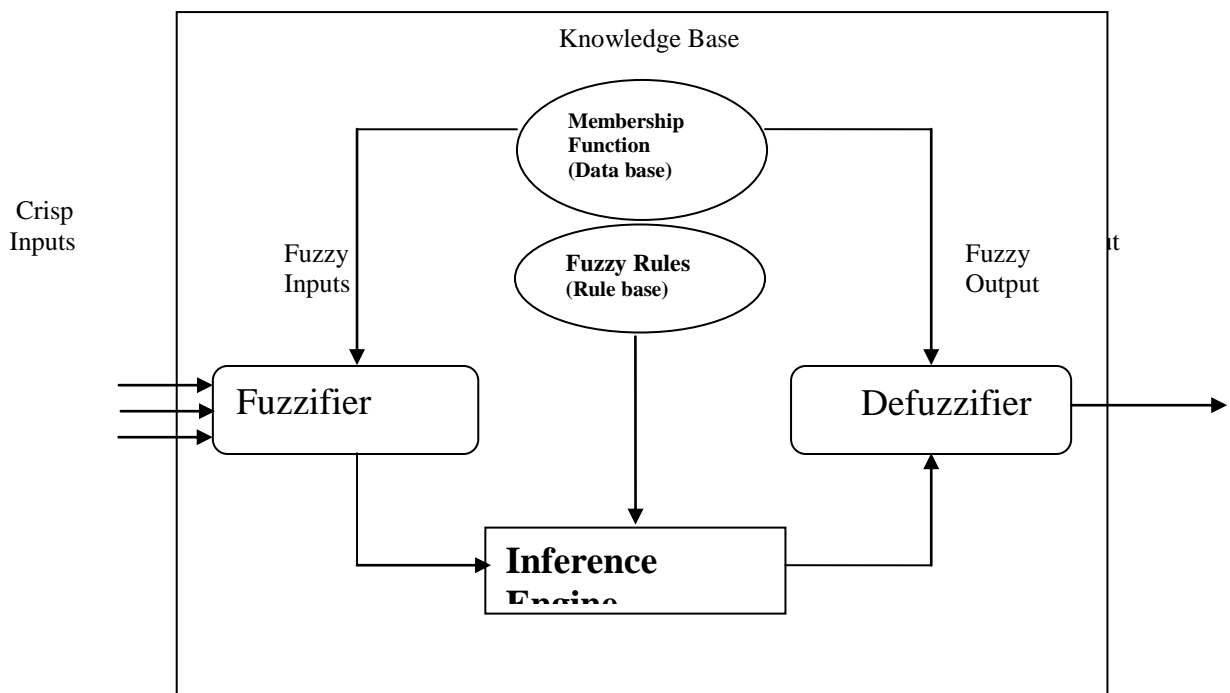 Knowledge Base
Membership
Function
(Data base)
Crisp
Inputs
Fuzzy
Inputs
Fuzzy Rules
(Rule base)
Fuzzy
Output
Fuzzifier
Defuzzifier
Inference
Engine